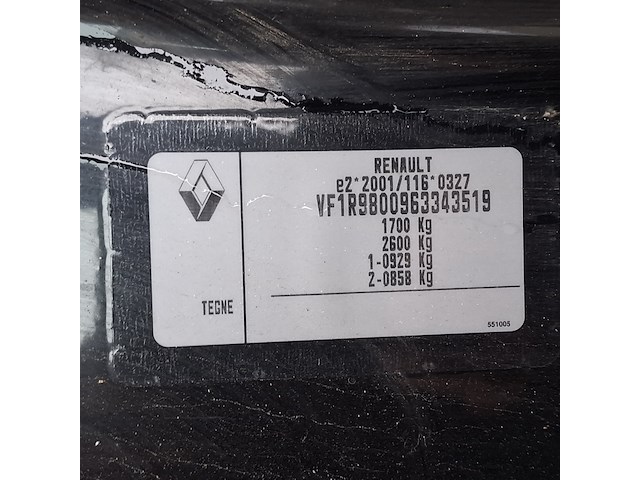 RENAULT
e2*2001/116*0327
VF1R9800963343519
1700 Kg
2600 Kg
1-0929 Kg
2-0858 Kg
TEGNE
551005